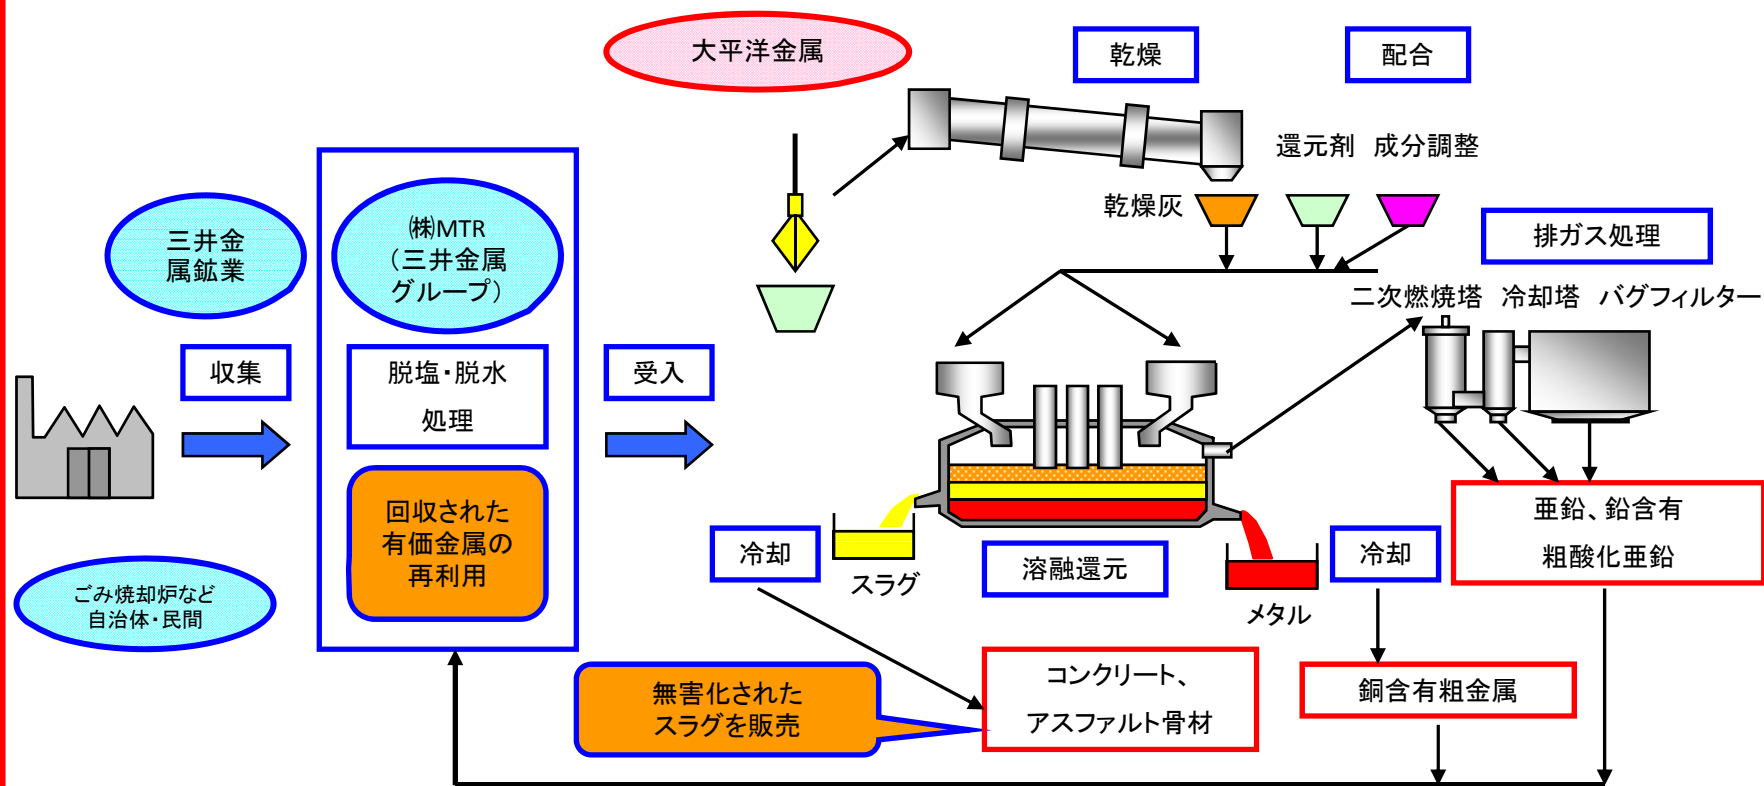 大平洋金属
乾燥
配合
還元剤
成分調整
乾燥灰
三井金
属鉱業
㈱MTR
(三井金属
グループ)
排ガス処理
二次燃焼塔
冷却塔
バグフィルター
収集
脱塩・脱水
処理
受入
回収された
有価金属の
再利用
冷却
スラグ
溶融還元
メタル
冷却
亜鉛、鉛含有
粗酸化亜鉛
ごみ焼却炉など
自治体・民間
無害化された
スラグを販売
コンクリート、
アスファルト骨材
銅含有粗金属